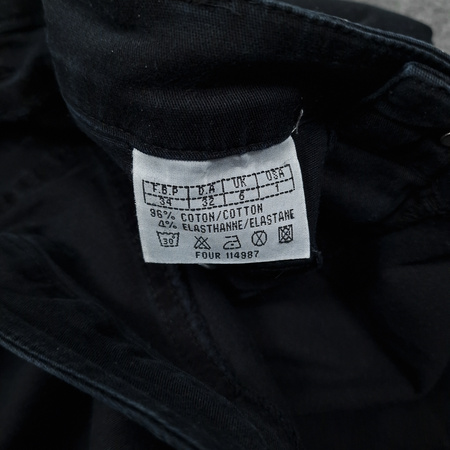 F.B.P D.A UK USA
34 32 6 1
96% COTON/COTTON
4% ELASTHANNE/ELASTANE
30
FOUR 114987